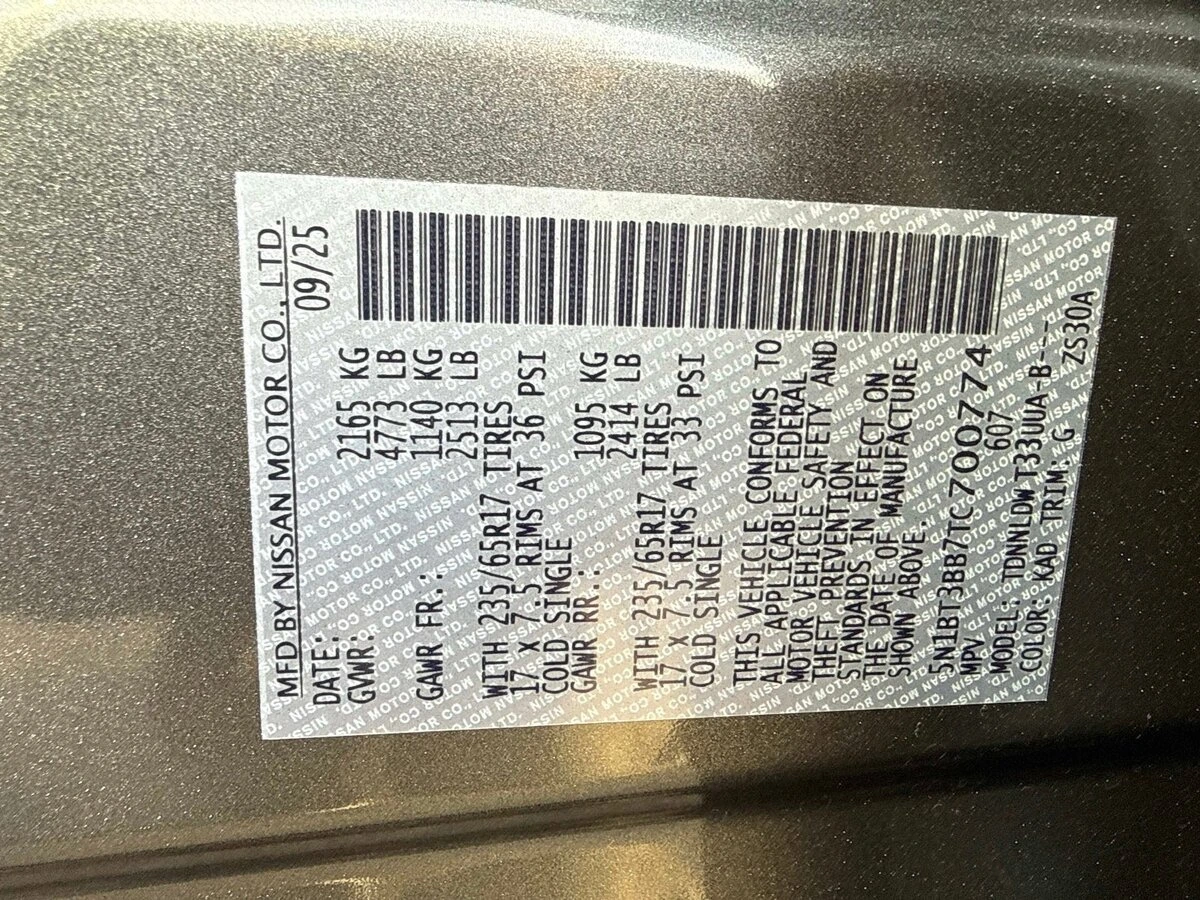 MFD BY NISSAN MOTOR CO., LTD.
DATE: 09/25
GVWR: 2165 KG
4773 LB
GAWR FR.: 1140 KG
2513 LB
WITH 235/65R17 TIRES
17 X 7.5 RIMS AT 36 PSI
COLD SINGLE
GAWR RR.: 1095 KG
2414 LB
WITH 235/65R17 TIRES
17 X 7.5 RIMS AT 33 PSI
COLD SINGLE
THIS VEHICLE CONFORMS TO
ALL APPLICABLE FEDERAL
MOTOR VEHICLE SAFETY AND
THEFT PREVENTION
STANDARDS IN EFFECT ON
THE DATE OF MANUFACTURE
SHOWN ABOVE.
5N1BT3BB7TC700774
MPV 607
MODEL: TDNNLDW T33UUA-B---
COLOR: KAD TRIM: G ZS30A